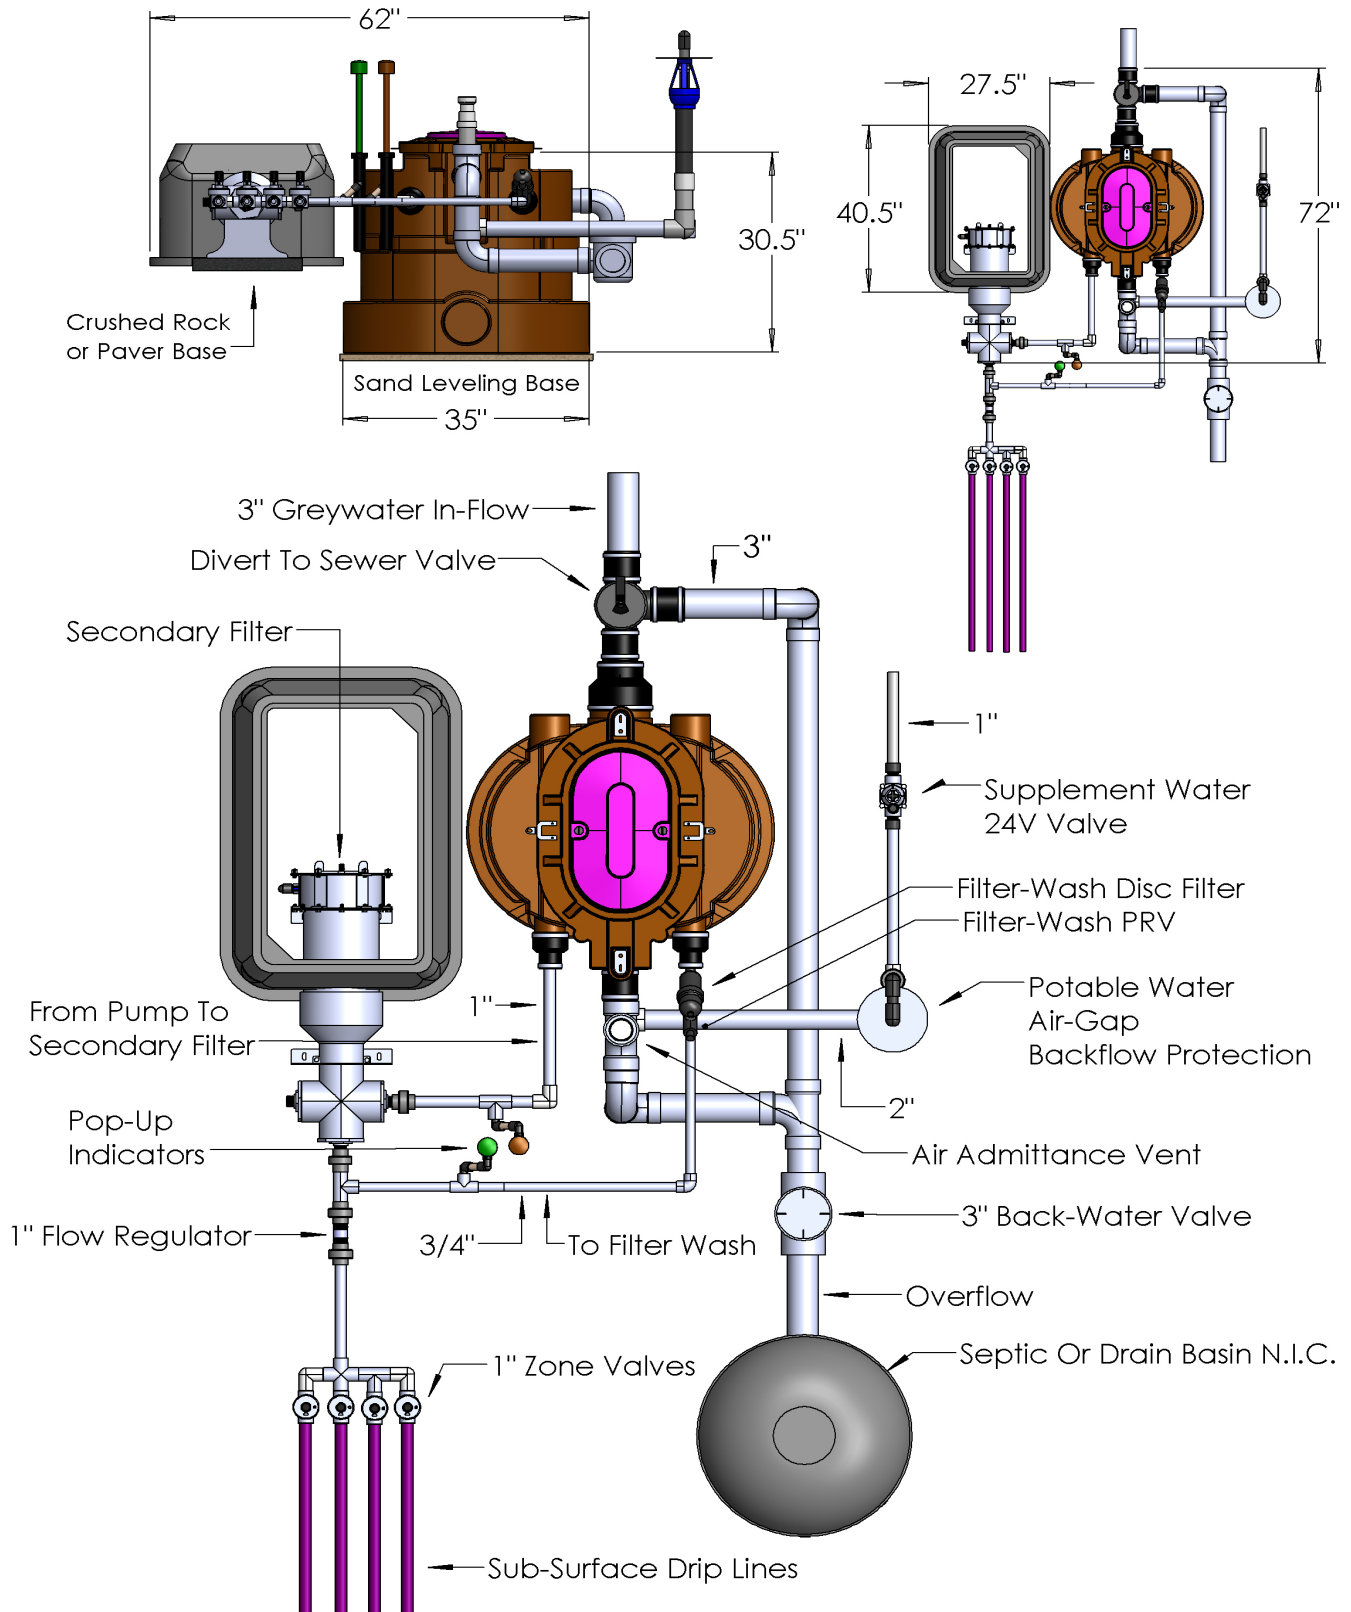 62"
27.5"
40.5"
72"
30.5"
Crushed Rock
or Paver Base
Sand Leveling Base
35"
3" Greywater In-Flow
3"
Divert To Sewer Valve
Secondary Filter
1"
Supplement Water
24V Valve
Filter-Wash Disc Filter
Filter-Wash PRV
From Pump To
Secondary Filter
1"
Potable Water
Air-Gap
Backflow Protection
2"
Pop-Up
Indicators
Air Admittance Vent
1" Flow Regulator
3/4"
To Filter Wash
3" Back-Water Valve
Overflow
1" Zone Valves
Septic Or Drain Basin N.I.C.
Sub-Surface Drip Lines